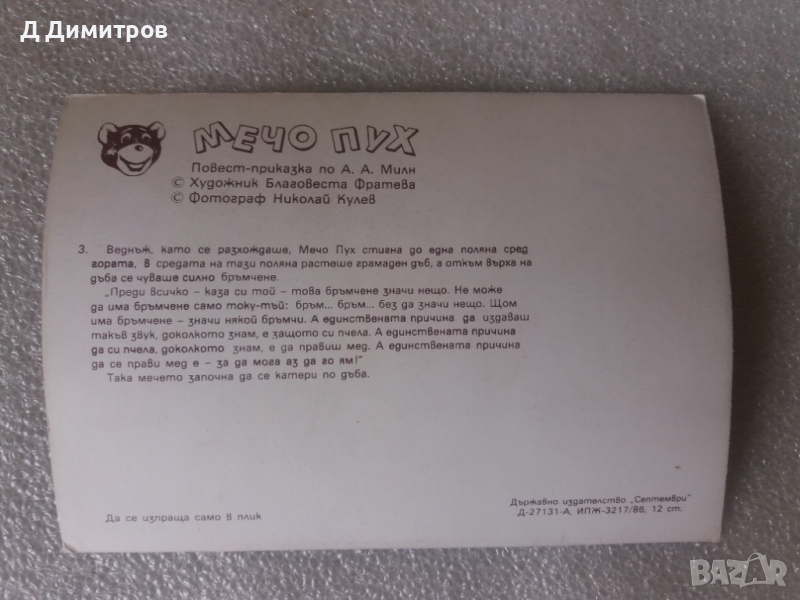 Д Димитров
МЕЧО ПУХ
Повест-приказка по А. А. Милн
© Художник Благовеста Фратева
© Фотограф Николай Кулев
3. Веднъж, като се разхождаше, Мечо Пух стигна до една поляна сред
гората, в средата на тази поляна растеше грамаден дъб, а откъм върха на
дъба се чуваше силно бръмчене.
„Преди всичко – каза си той – това бръмчене значи нещо. Не може
да има бръмчене само току-тъй: бръм... бръм... без да значи нещо. Щом
има бръмчене – значи някой бръмчи. А единствената причина да издаваш
такъв звук, доколкото знам, е защото си пчела. А единствената причина
да си пчела, доколкото знам, е да правиш мед. А единствената причина
да се прави мед е – за да мога аз да го ям!"
Така мечето започна да се катери по дъба.
Държавно издателство „Септември"
Да се изпраща само в плик
Д-27131-А, ИПЖ-3217/86, 12 ст.
BAZAR